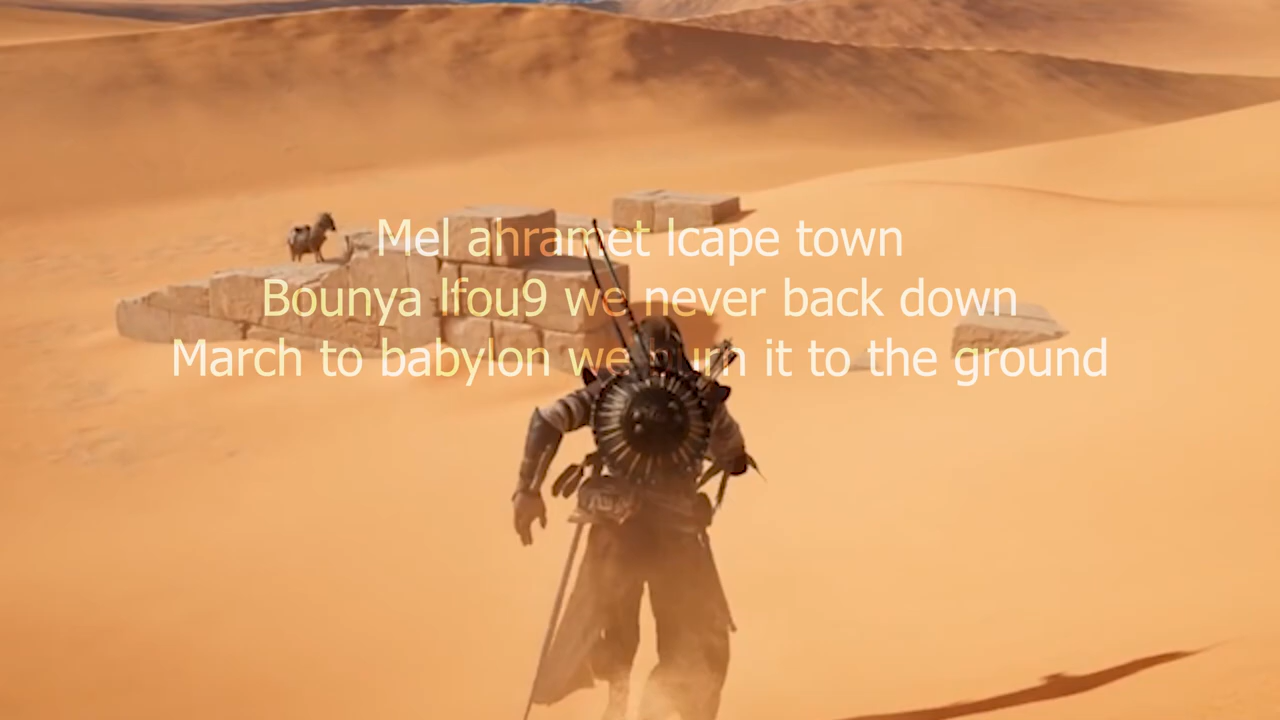 Mel ahramet lcape town
Bounya lfou9 we never back down
March to babylon we burn it to the ground